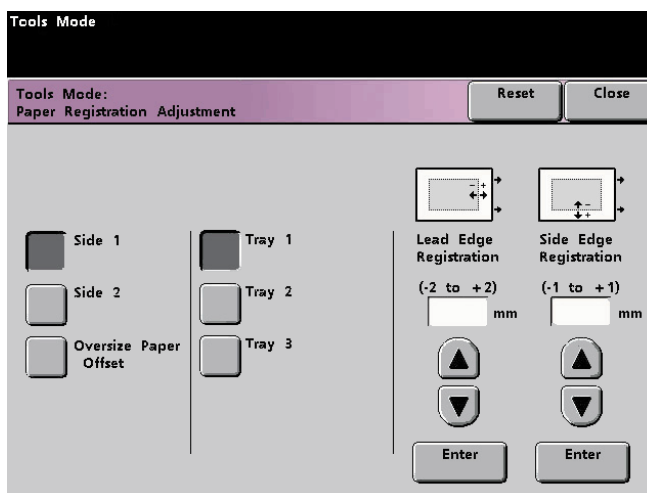 Tools Mode
Tools Mode:
Paper Registration Adjustment
Reset
Close
Side 1
Side 2
Oversize Paper
Offset
Tray 1
Tray 2
Tray 3
- +
Lead Edge
Registration
(-2 to +2)
mm
Enter
-
+
Side Edge
Registration
(-1 to +1)
mm
Enter